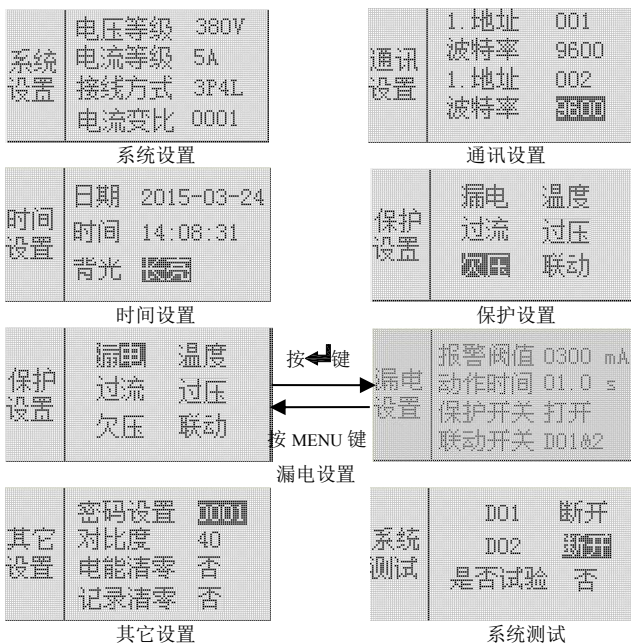 系统
设置
电压等级 380V
电流等级 5A
接线方式 3P4L
电流变比 0001
系统设置
通讯
设置
1.地址 001
波特率 9600
1.地址 002
波特率 9600
通讯设置
时间
设置
日期 2015-03-24
时间 14:08:31
背光 长亮
时间设置
保护
设置
漏电 温度
过流 过压
欠压 联动
保护设置
保护
设置
漏电 温度
过流 过压
欠压 联动
按键
按 MENU 键
漏电
设置
报警阀值 0300 mA
动作时间 01.0 s
保护开关 打开
联动开关 DO1&2
漏电设置
其它
设置
密码设置 0001
对比度 40
电能清零 否
记录清零 否
其它设置
系统
测试
DO1 断开
DO2 断开
是否试验 否
系统测试